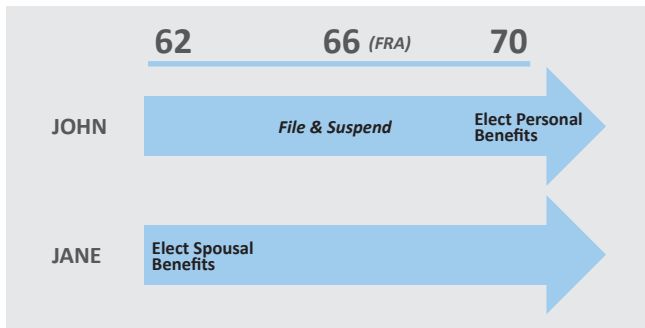 62 66 (FRA) 70
JOHN
File & Suspend
Elect Personal
Benefits
JANE
Elect Spousal
Benefits